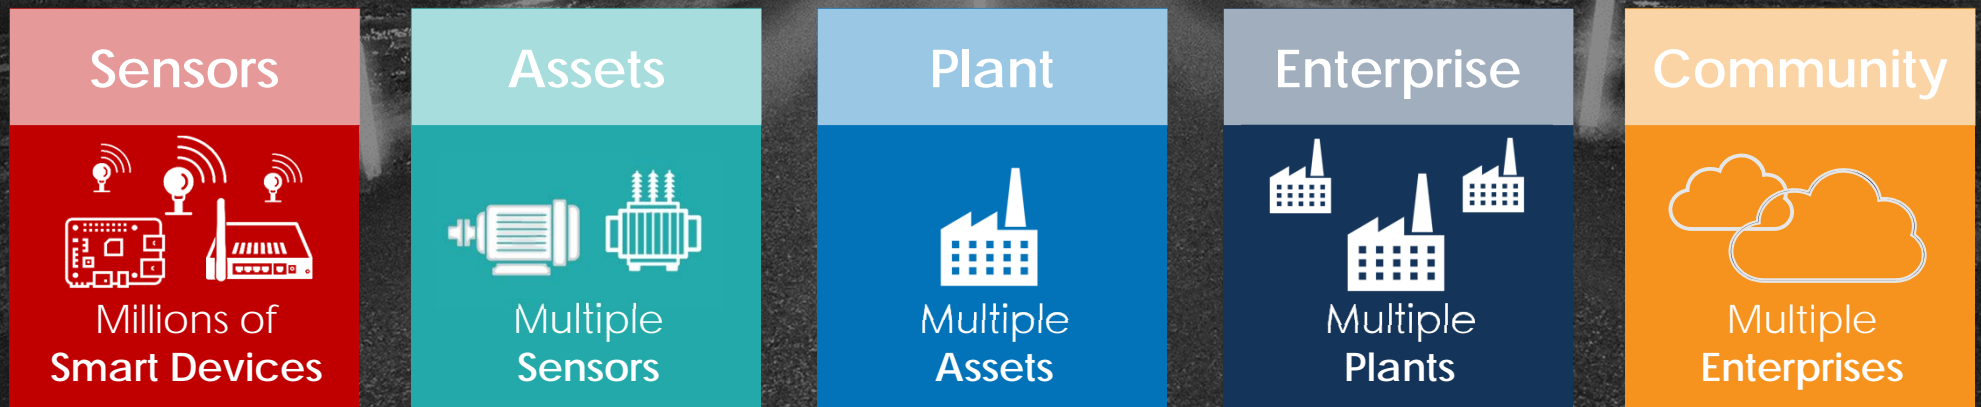 Sensors
Millions of
Smart Devices
Assets
Multiple
Sensors
Plant
Multiple
Assets
Enterprise
Multiple
Plants
Community
Multiple
Enterprises